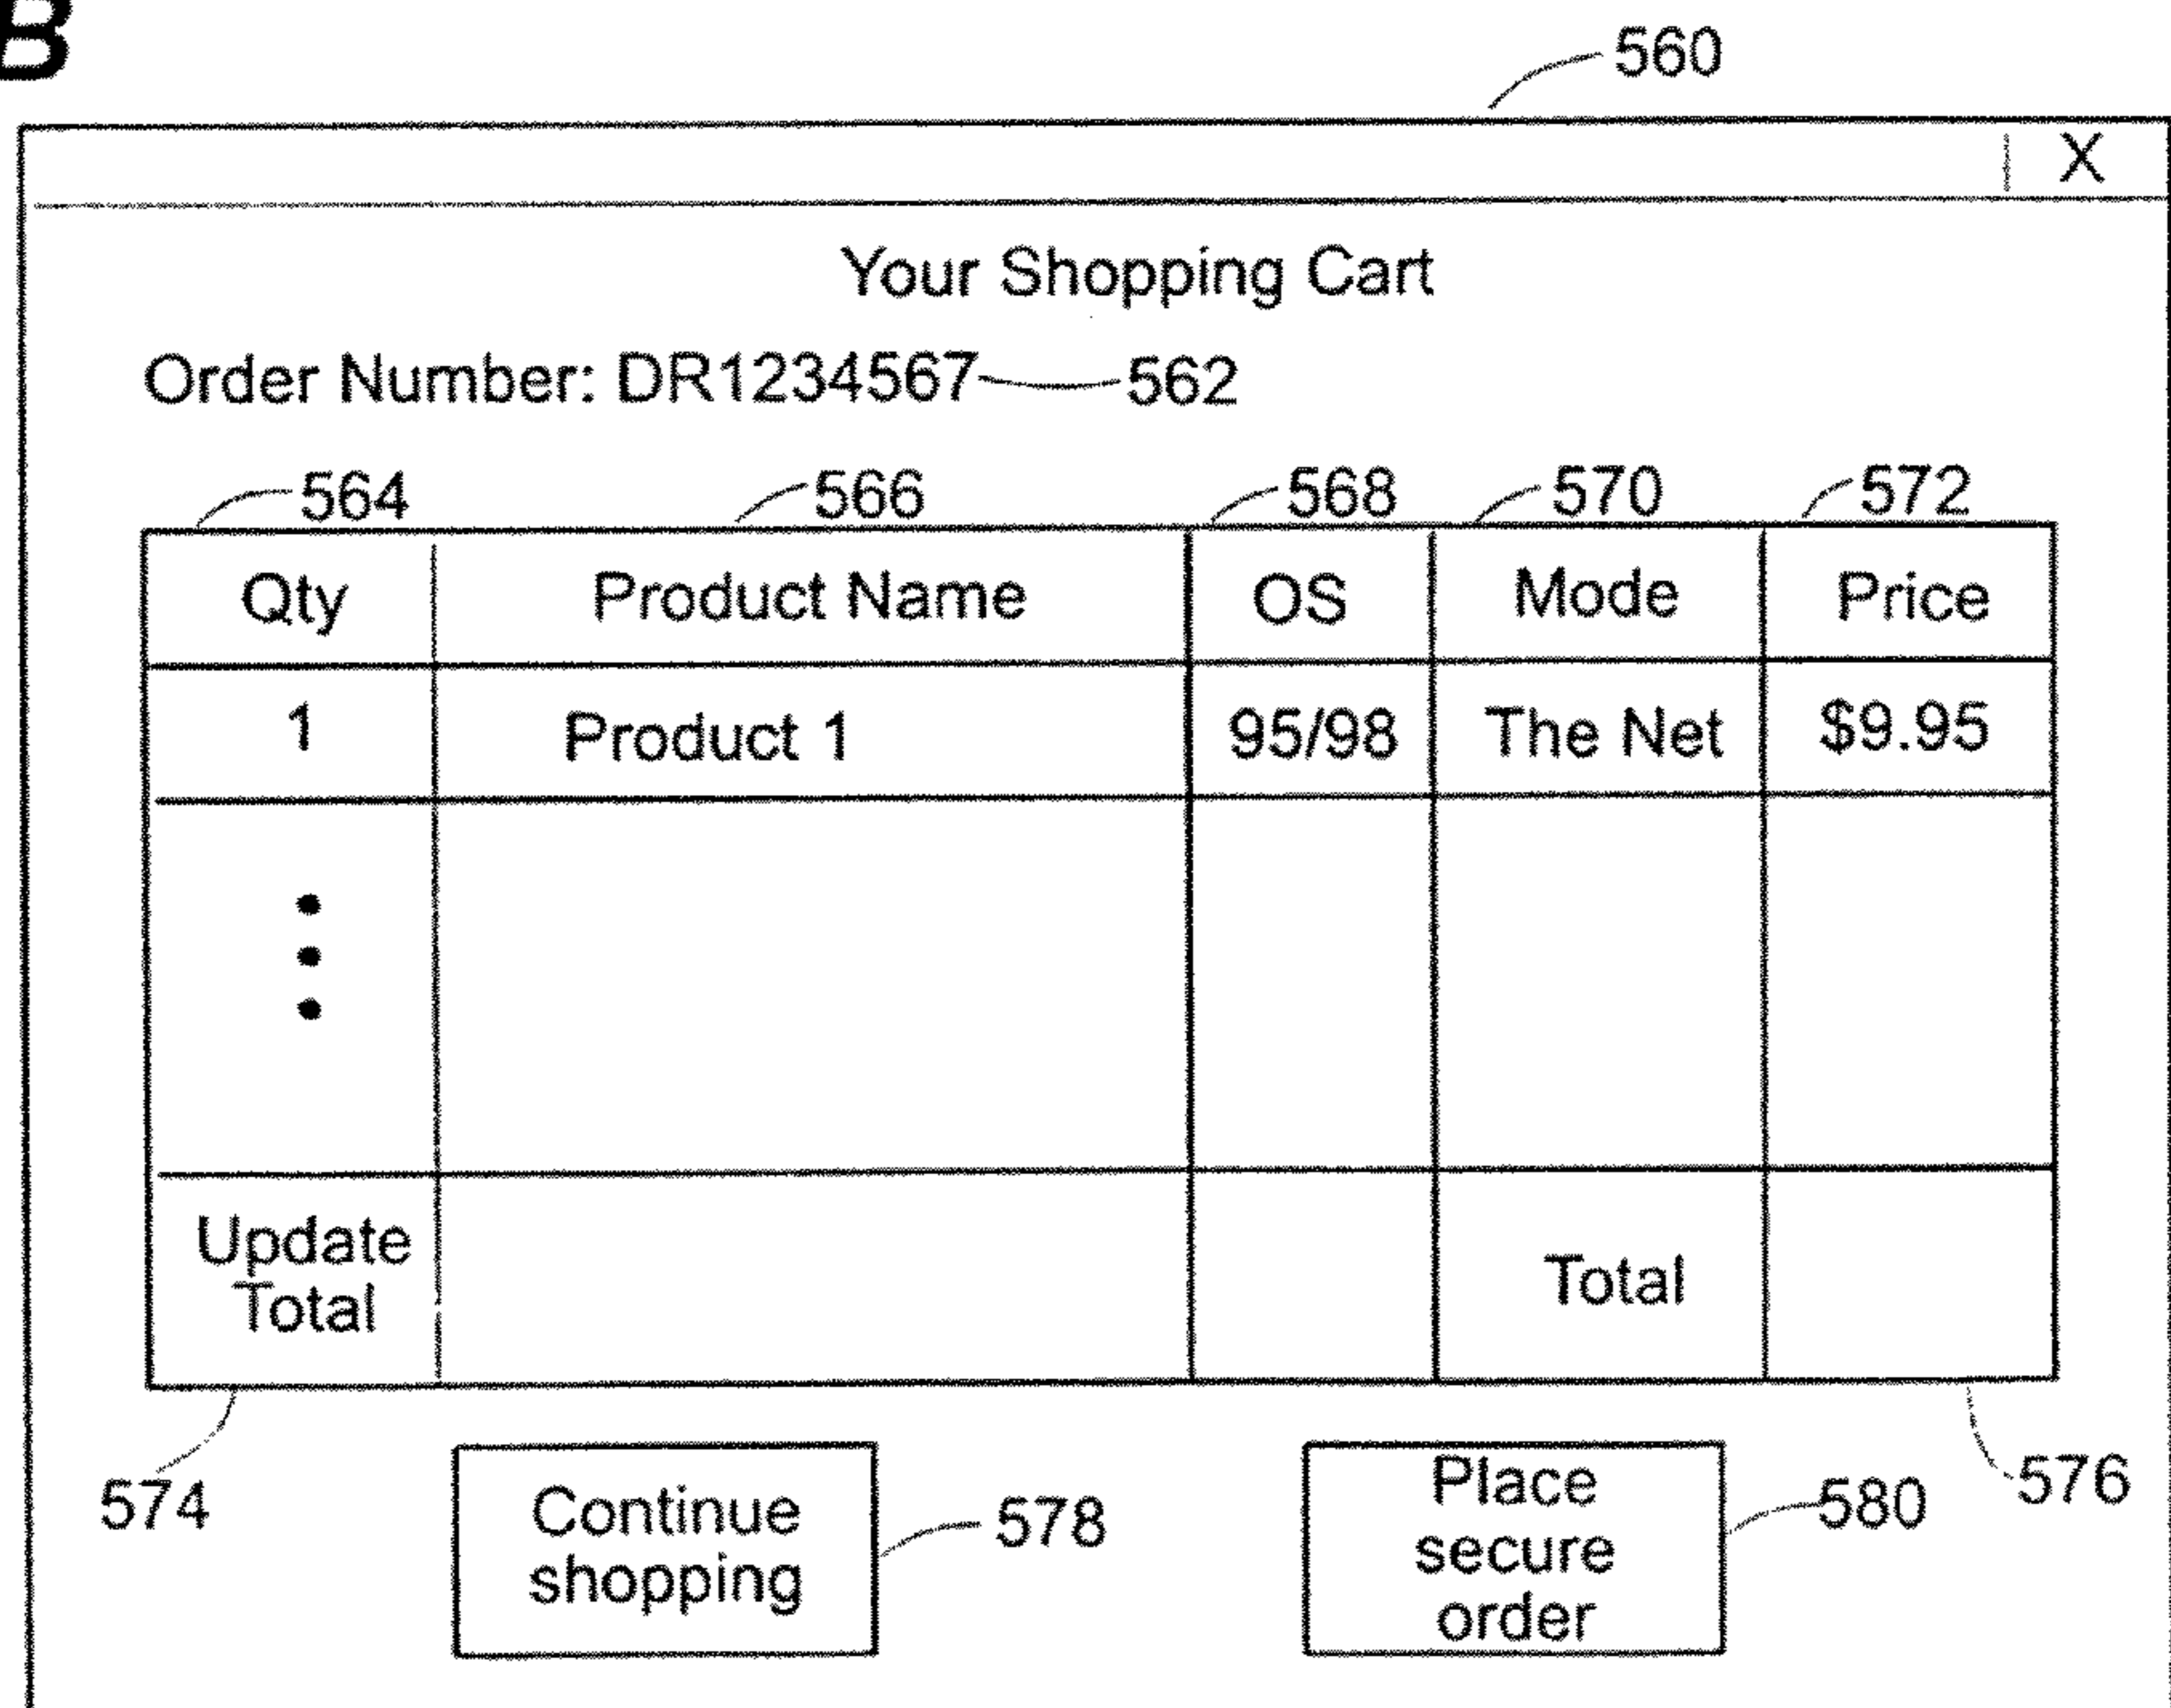 B
560
X
Your Shopping Cart
Order Number: DR1234567 562
564 566 568 570 572
Qty Product Name OS Mode Price
1 Product 1 95/98 The Net $9.95
Update
Total
Total
574
Continue
shopping
578
Place
secure
order
580
576